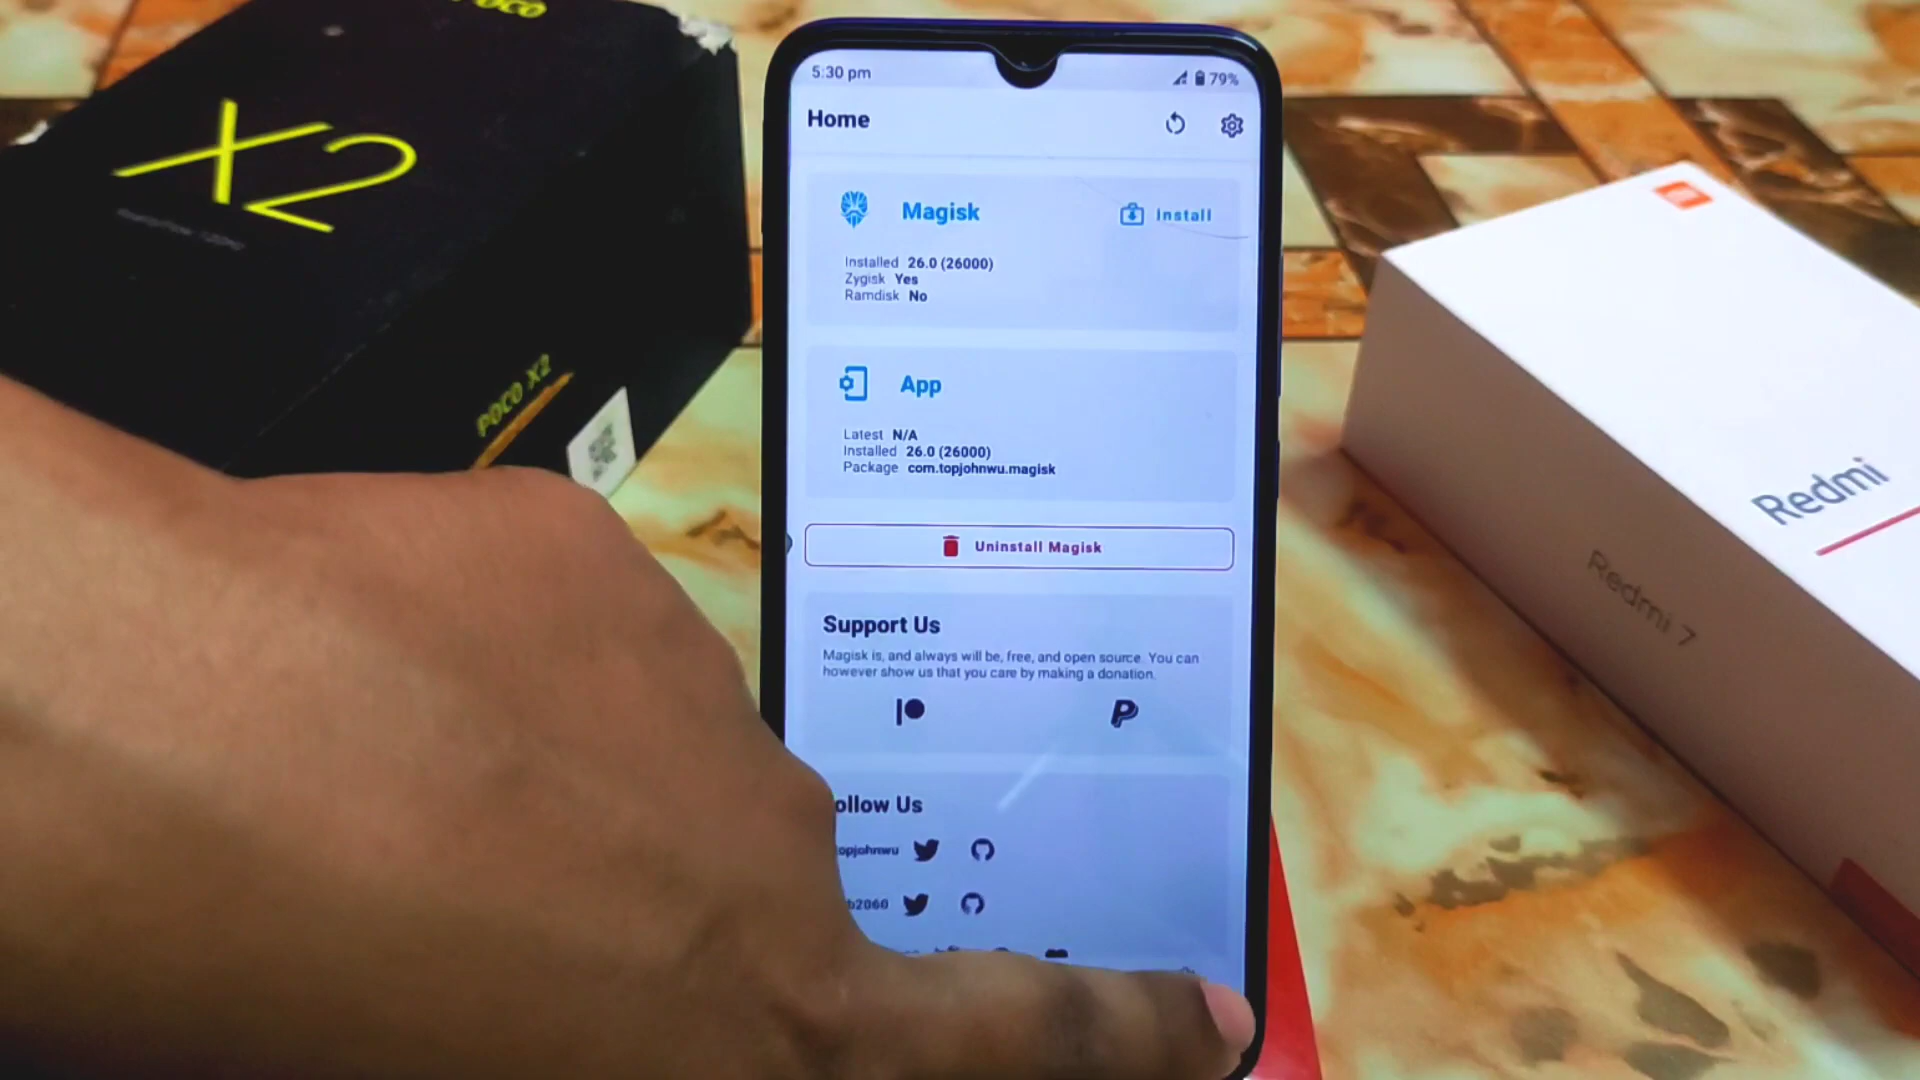 POCO
X2
POCO X2
5:30 pm
79%
Home
Magisk
Install
Installed 26.0 (26000)
Zygisk Yes
Ramdisk No
App
Latest N/A
Installed 26.0 (26000)
Package com.topjohnwu.magisk
Uninstall Magisk
Support Us
Magisk is, and always will be, free, and open source. You can
however show us that you care by making a donation.
ollow Us
opjohnwu
b2060
Redmi
Redmi 7